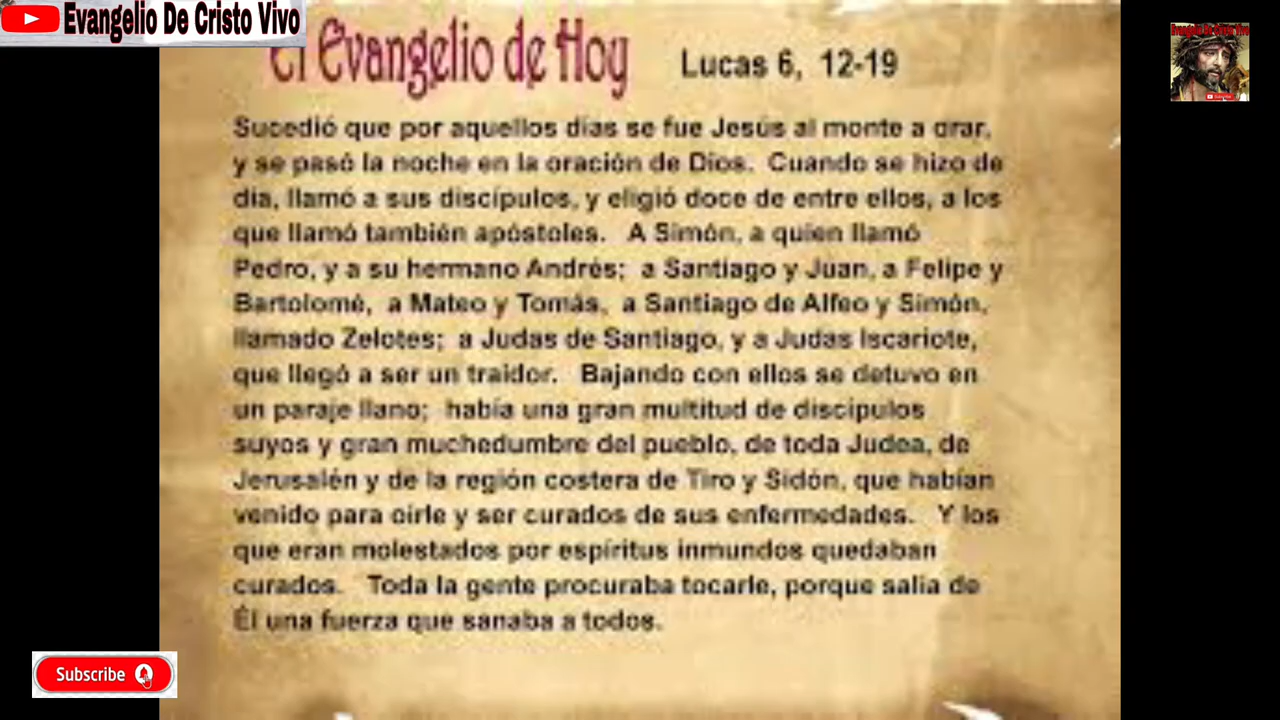 Evangelio De Cristo Vivo
El Evangelio de Hoy
Lucas 6, 12-19
Sucedió que por aquellos días se fue Jesús al monte a orar,
y se pasó la noche en la oración de Dios. Cuando se hizo de
día, llamó a sus discípulos, y eligió doce de entre ellos, a los
que llamó también apóstoles. A Simón, a quien llamó
Pedro, y a su hermano Andrés; a Santiago y Juan, a Felipe y
Bartolomé, a Mateo y Tomás, a Santiago de Alfeo y Simón,
llamado Zelotes; a Judas de Santiago, y a Judas Iscariote,
que llegó a ser un traidor. Bajando con ellos se detuvo en
un paraje llano; había una gran multitud de discípulos
suyos y gran muchedumbre del pueblo, de toda Judea, de
Jerusalén y de la región costera de Tiro y Sidón, que habían
venido para oírle y ser curados de sus enfermedades. Y los
que eran molestados por espíritus inmundos quedaban
curados. Toda la gente procuraba tocarle, porque salía de
Él una fuerza que sanaba a todos.
Evangelio De Cristo Vivo
Subscribe